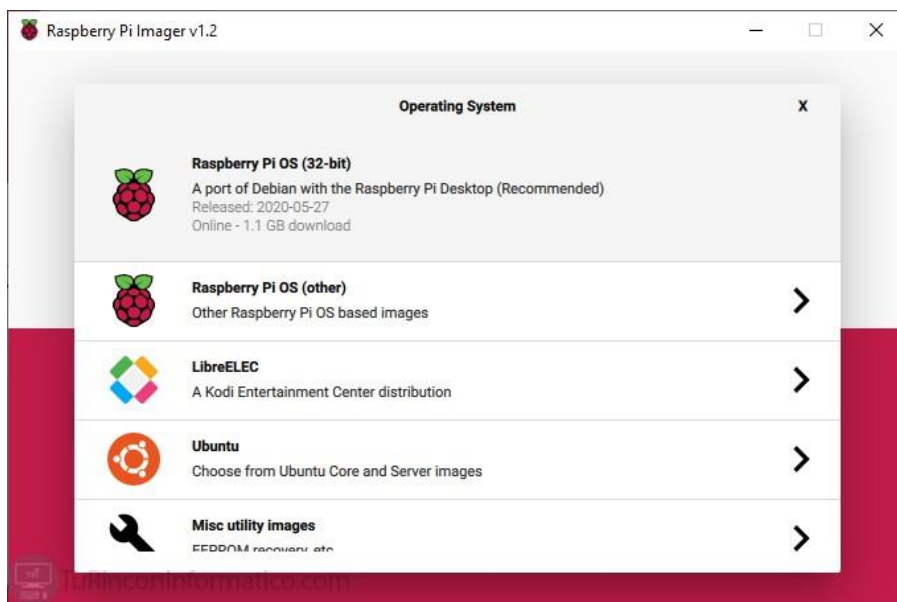 Raspberry Pi Imager v1.2
Operating System X
Raspberry Pi OS (32-bit)
A port of Debian with the Raspberry Pi Desktop (Recommended)
Released: 2020-05-27
Online - 1.1 GB download
Raspberry Pi OS (other)
Other Raspberry Pi OS based images
LibreELEC
A Kodi Entertainment Center distribution
Ubuntu
Choose from Ubuntu Core and Server images
Misc utility images
EEPROM recovery, etc
TuRinconInformatico.com